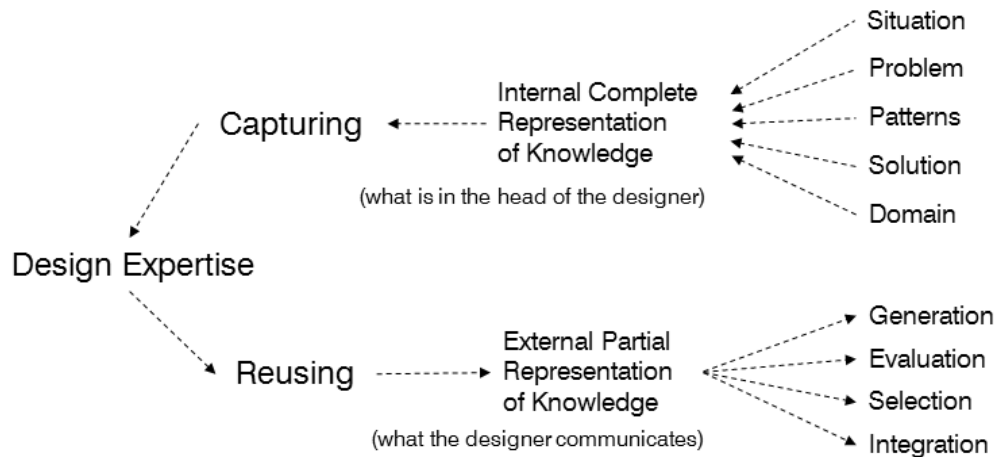 Situation
Problem
Patterns
Solution
Domain
Internal Complete
Representation
of Knowledge
(what is in the head of the designer)
Capturing
Design Expertise
Reusing
External Partial
Representation
of Knowledge
(what the designer communicates)
Generation
Evaluation
Selection
Integration